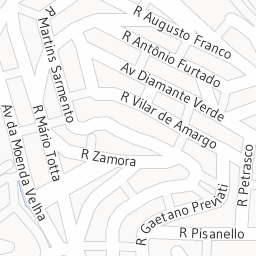 R Augusto Franco
R Martins Sarmento
R Antônio Furtado
Av Diamante Verde
R Vilar de Amargo
Av da Moenda Velha
R Mário Totta
R Zamora
R Petrasco
R Gaetano Previati
R Pisanello